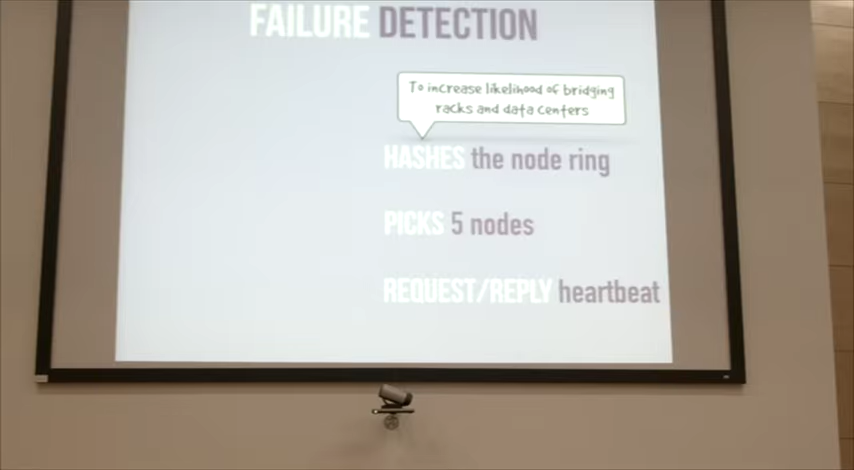 FAILURE DETECTION
To increase likelihood of bridging
racks and data centers
HASHES the node ring
PICKS 5 nodes
REQUEST/REPLY heartbeat